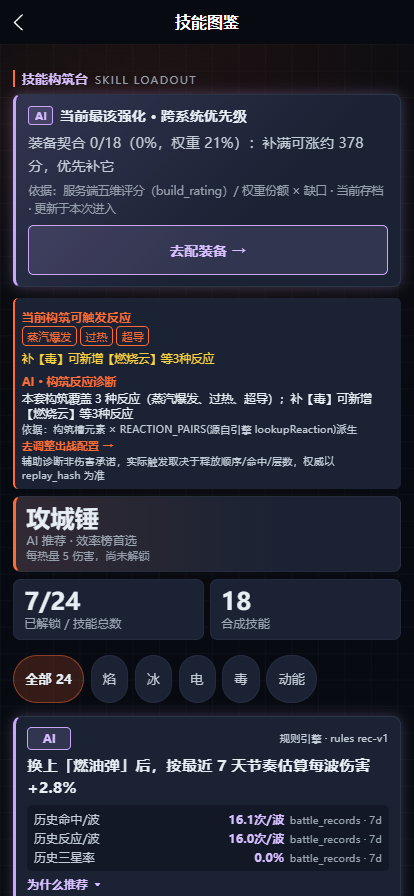 技能图鉴
技能构筑台 SKILL LOADOUT
AI 当前最该强化·跨系统优先级
装备契合 0/18（0%，权重 21%）：补满可涨约 378
分，优先补它
依据：服务端五维评分（build_rating）/ 权重份额 × 缺口 · 当前存档
· 更新于本次进入
去配装备 →
当前构筑可触发反应
蒸汽爆发 过热 超导
补【毒】可新增【燃烧云】等3种反应
AI · 构筑反应诊断
本套构筑覆盖 3 种反应（蒸汽爆发、过热、超导）；补【毒】可新增
【燃烧云】等3种反应
依据：构筑槽元素 × REACTION_PAIRS(源自引擎 lookupReaction)派生
去调整出战配置 →
辅助诊断非伤害承诺，实际触发取决于释放顺序/命中/层数，权威以
replay_hash 为准
攻城锤
AI 推荐 · 效率榜首选
每热量 5 伤害，尚未解锁
7/24
已解锁 / 技能总数
18
合成技能
全部 24 焰 冰 电 毒 动能
AI 规则引擎 · rules rec-v1
换上「燃油弹」后，按最近 7 天节奏估算每波伤害
+2.8%
历史命中/波 16.1次/波 battle_records · 7d
历史反应/波 16.0次/波 battle_records · 7d
历史三星率 0.0% battle_records · 7d
为什么推荐